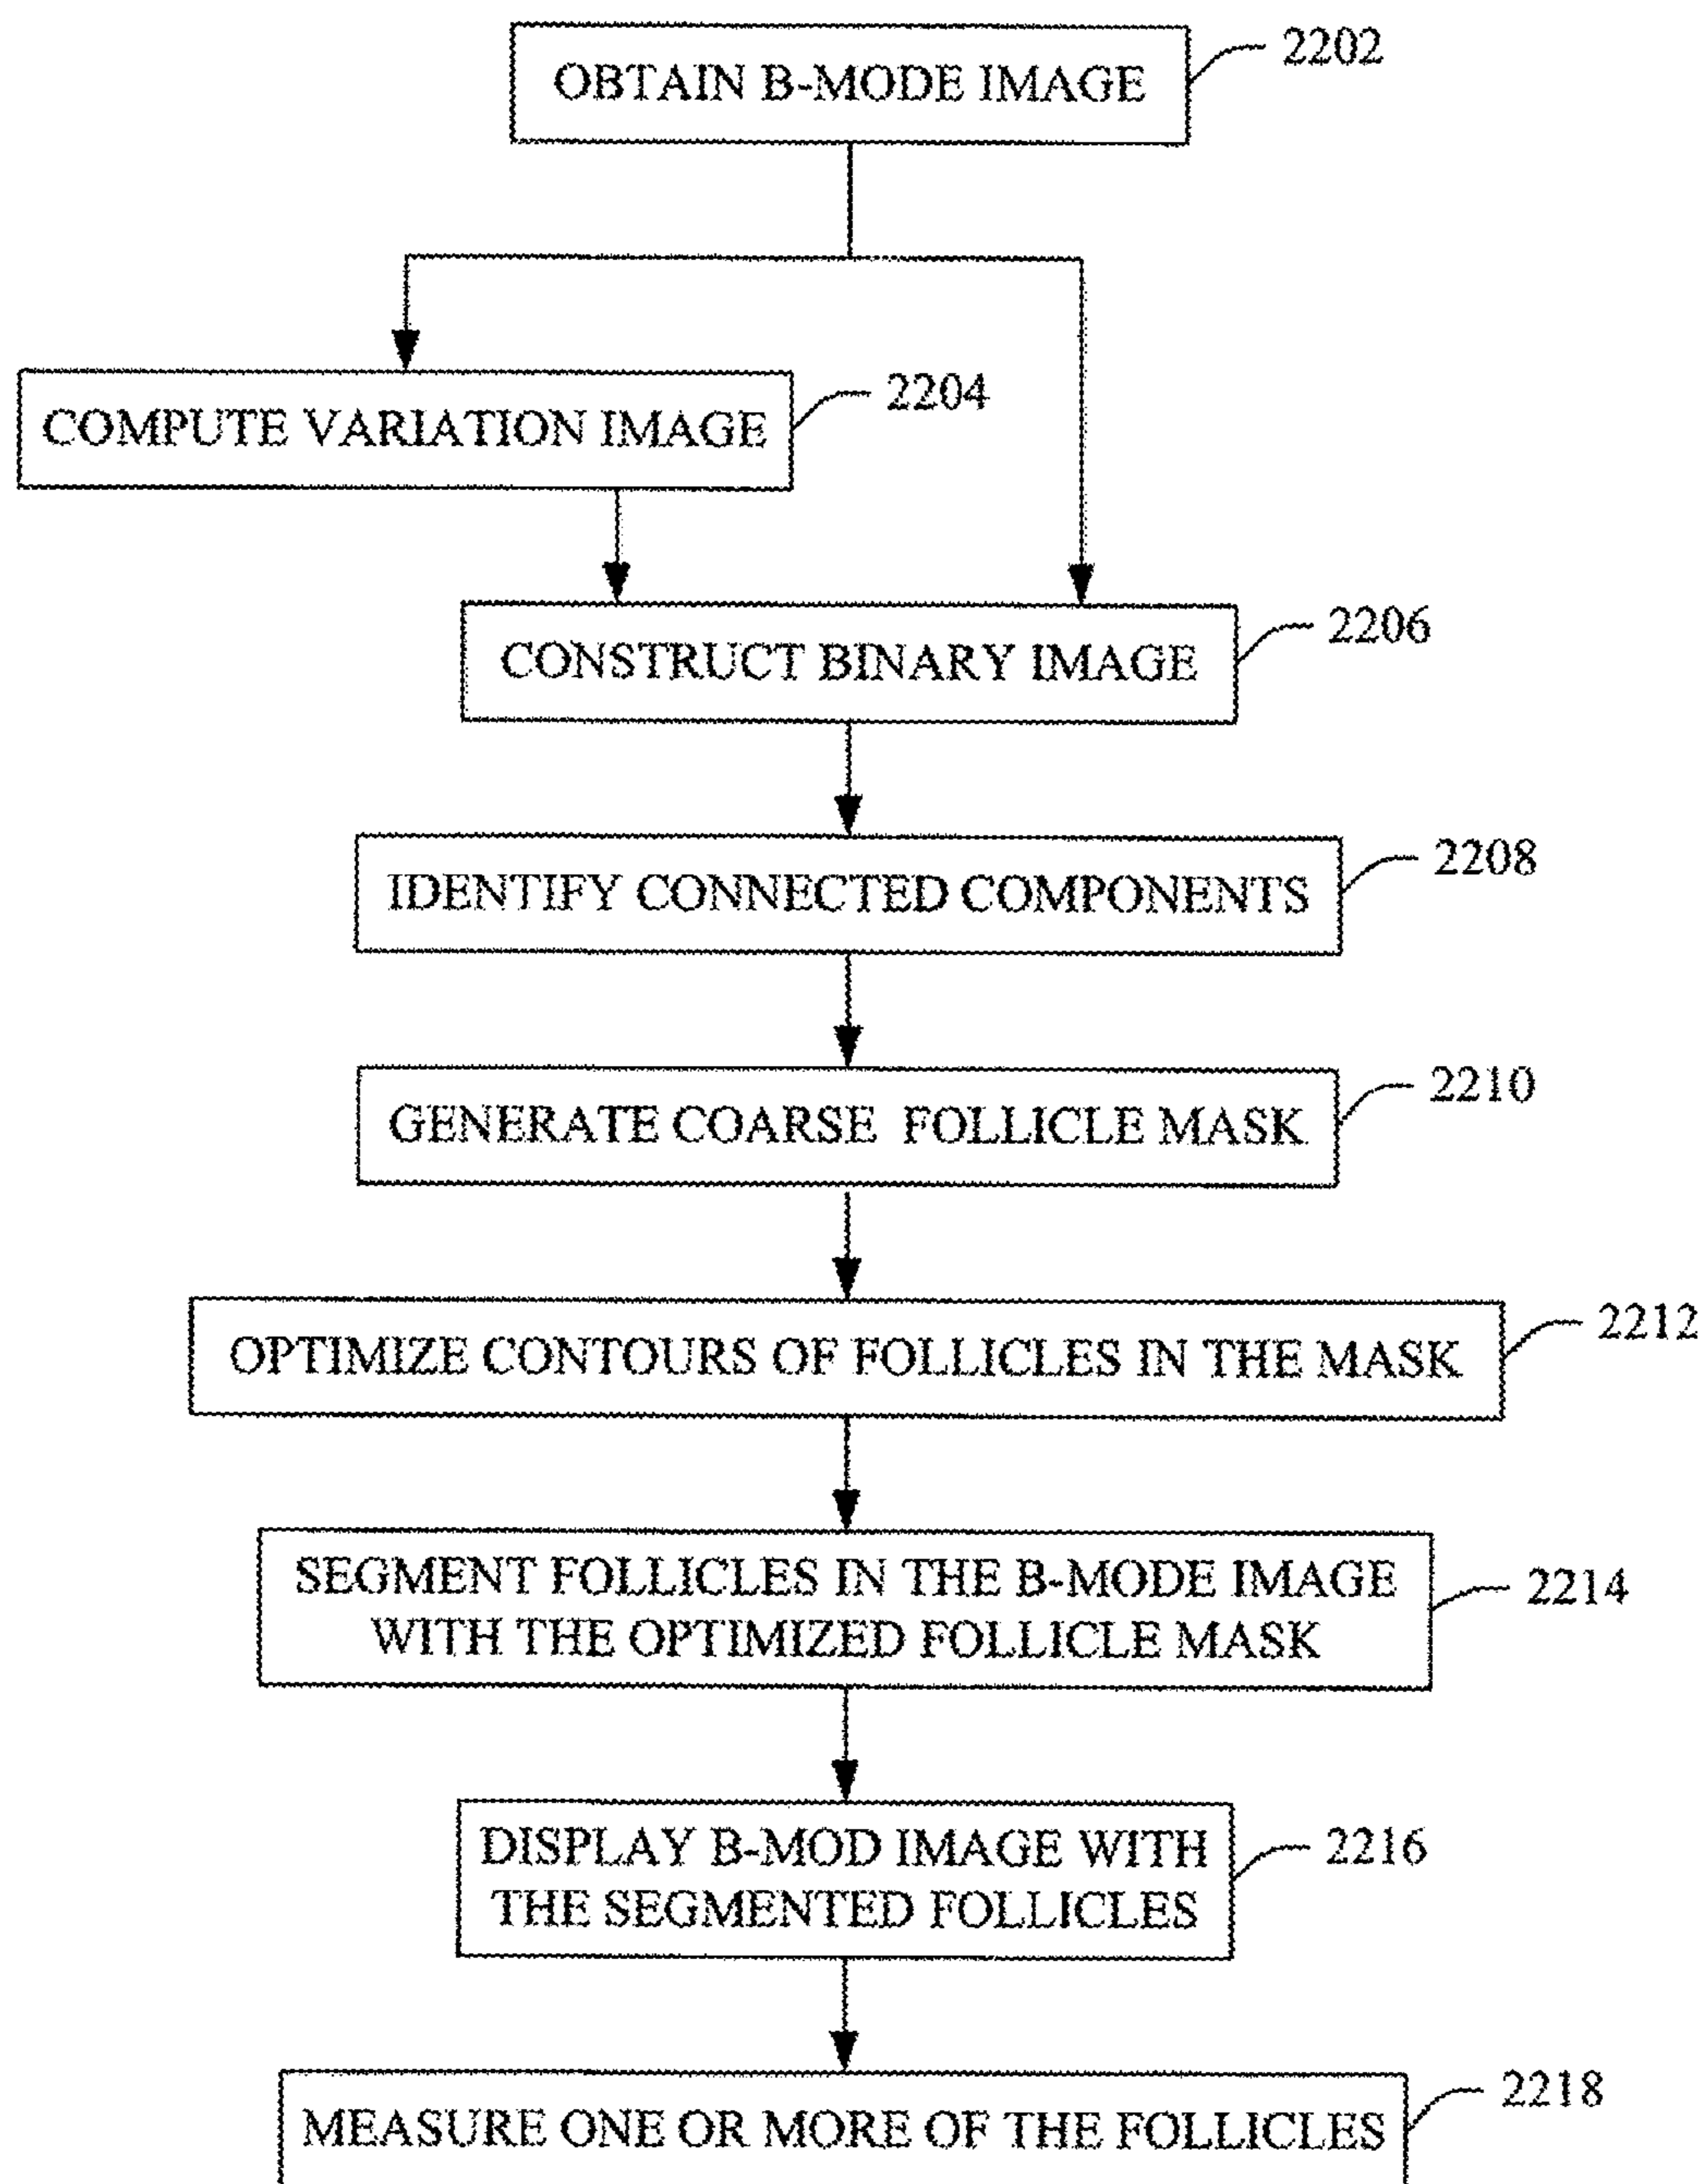 OBTAIN B-MODE IMAGE
2202
COMPUTE VARIATION IMAGE
2204
CONSTRUCT BINARY IMAGE
2206
IDENTIFY CONNECTED COMPONENTS
2208
GENERATE COARSE FOLLICLE MASK
2210
OPTIMIZE CONTOURS OF FOLLICLES IN THE MASK
2212
SEGMENT FOLLICLES IN THE B-MODE IMAGE
WITH THE OPTIMIZED FOLLICLE MASK
2214
DISPLAY B-MOD IMAGE WITH
THE SEGMENTED FOLLICLES
2216
MEASURE ONE OR MORE OF THE FOLLICLES
2218